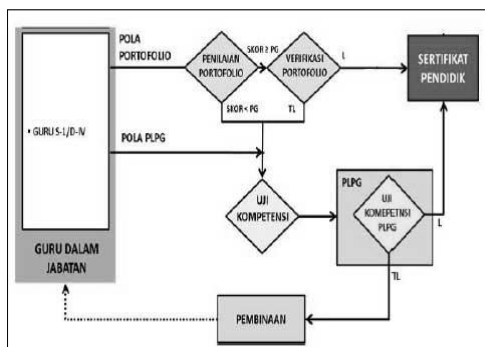 POLA
PORTOFOLIO
PENILAIAN
PORTOFOLIO
SKOR ≥ PG
VERIFIKASI
PORTOFOLIO
L
SERTIFIKAT
PENDIDIK
SKOR < PG
TL
• GURU S-1/D-IV
POLA PLPG
GURU DALAM
JABATAN
UJI
KOMPETENSI
PLPG
UJI
KOMEPETNSI
PLPG
L
TL
PEMBINAAN